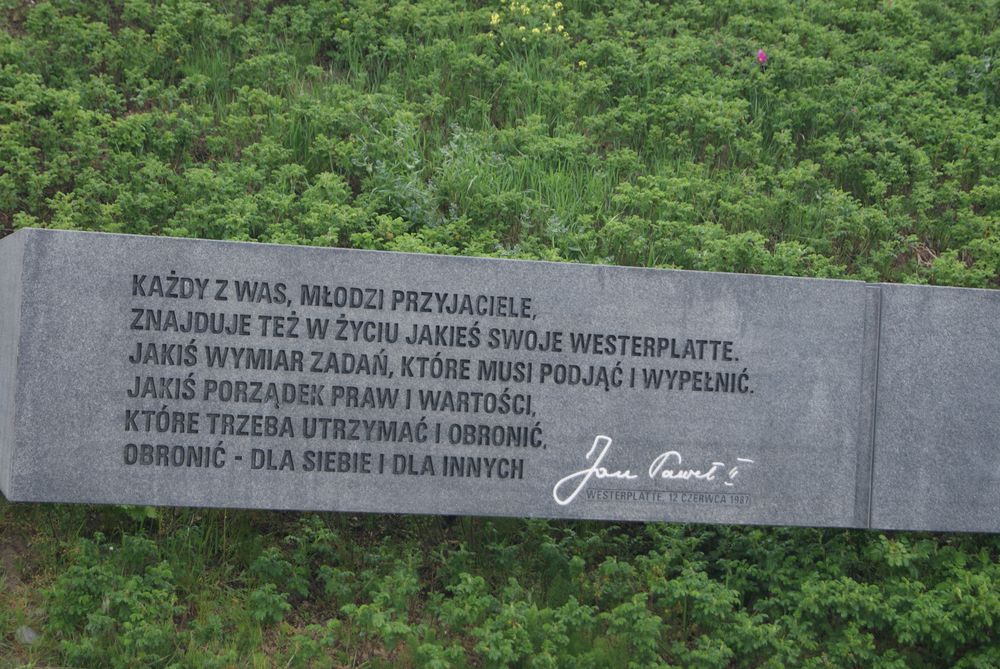 KAŻDY Z WAS, MŁODZI PRZYJACIELE,
ZNAJDUJE TEŻ W ŻYCIU JAKIEŚ SWOJE WESTERPLATTE.
JAKIŚ WYMIAR ZADAŃ, KTÓRE MUSI PODJĄĆ I WYPEŁNIĆ.
JAKIŚ PORZĄDEK PRAW I WARTOŚCI,
KTÓRE TRZEBA UTRZYMAĆ I OBRONIĆ,
OBRONIĆ - DLA SIEBIE I DLA INNYCH
Jan Paweł II
WESTERPLATTE, 12 CZERWCA 1987